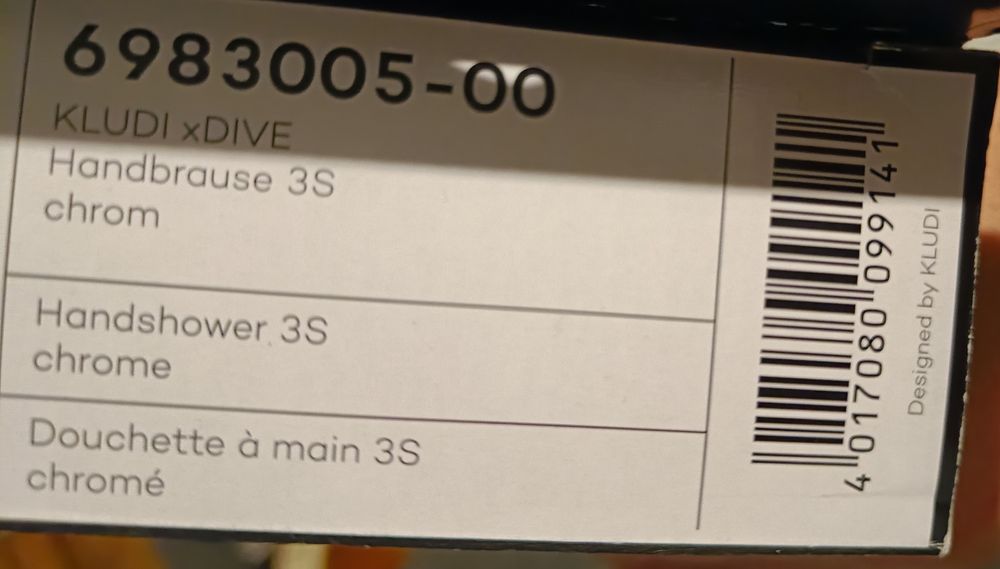 6983005-00
KLUDI xDIVE
Handbrause 3S
chrom
Handshower 3S
chrome
Douchette à main 3S
chromé
4 017080 099141
Designed by KLUDI